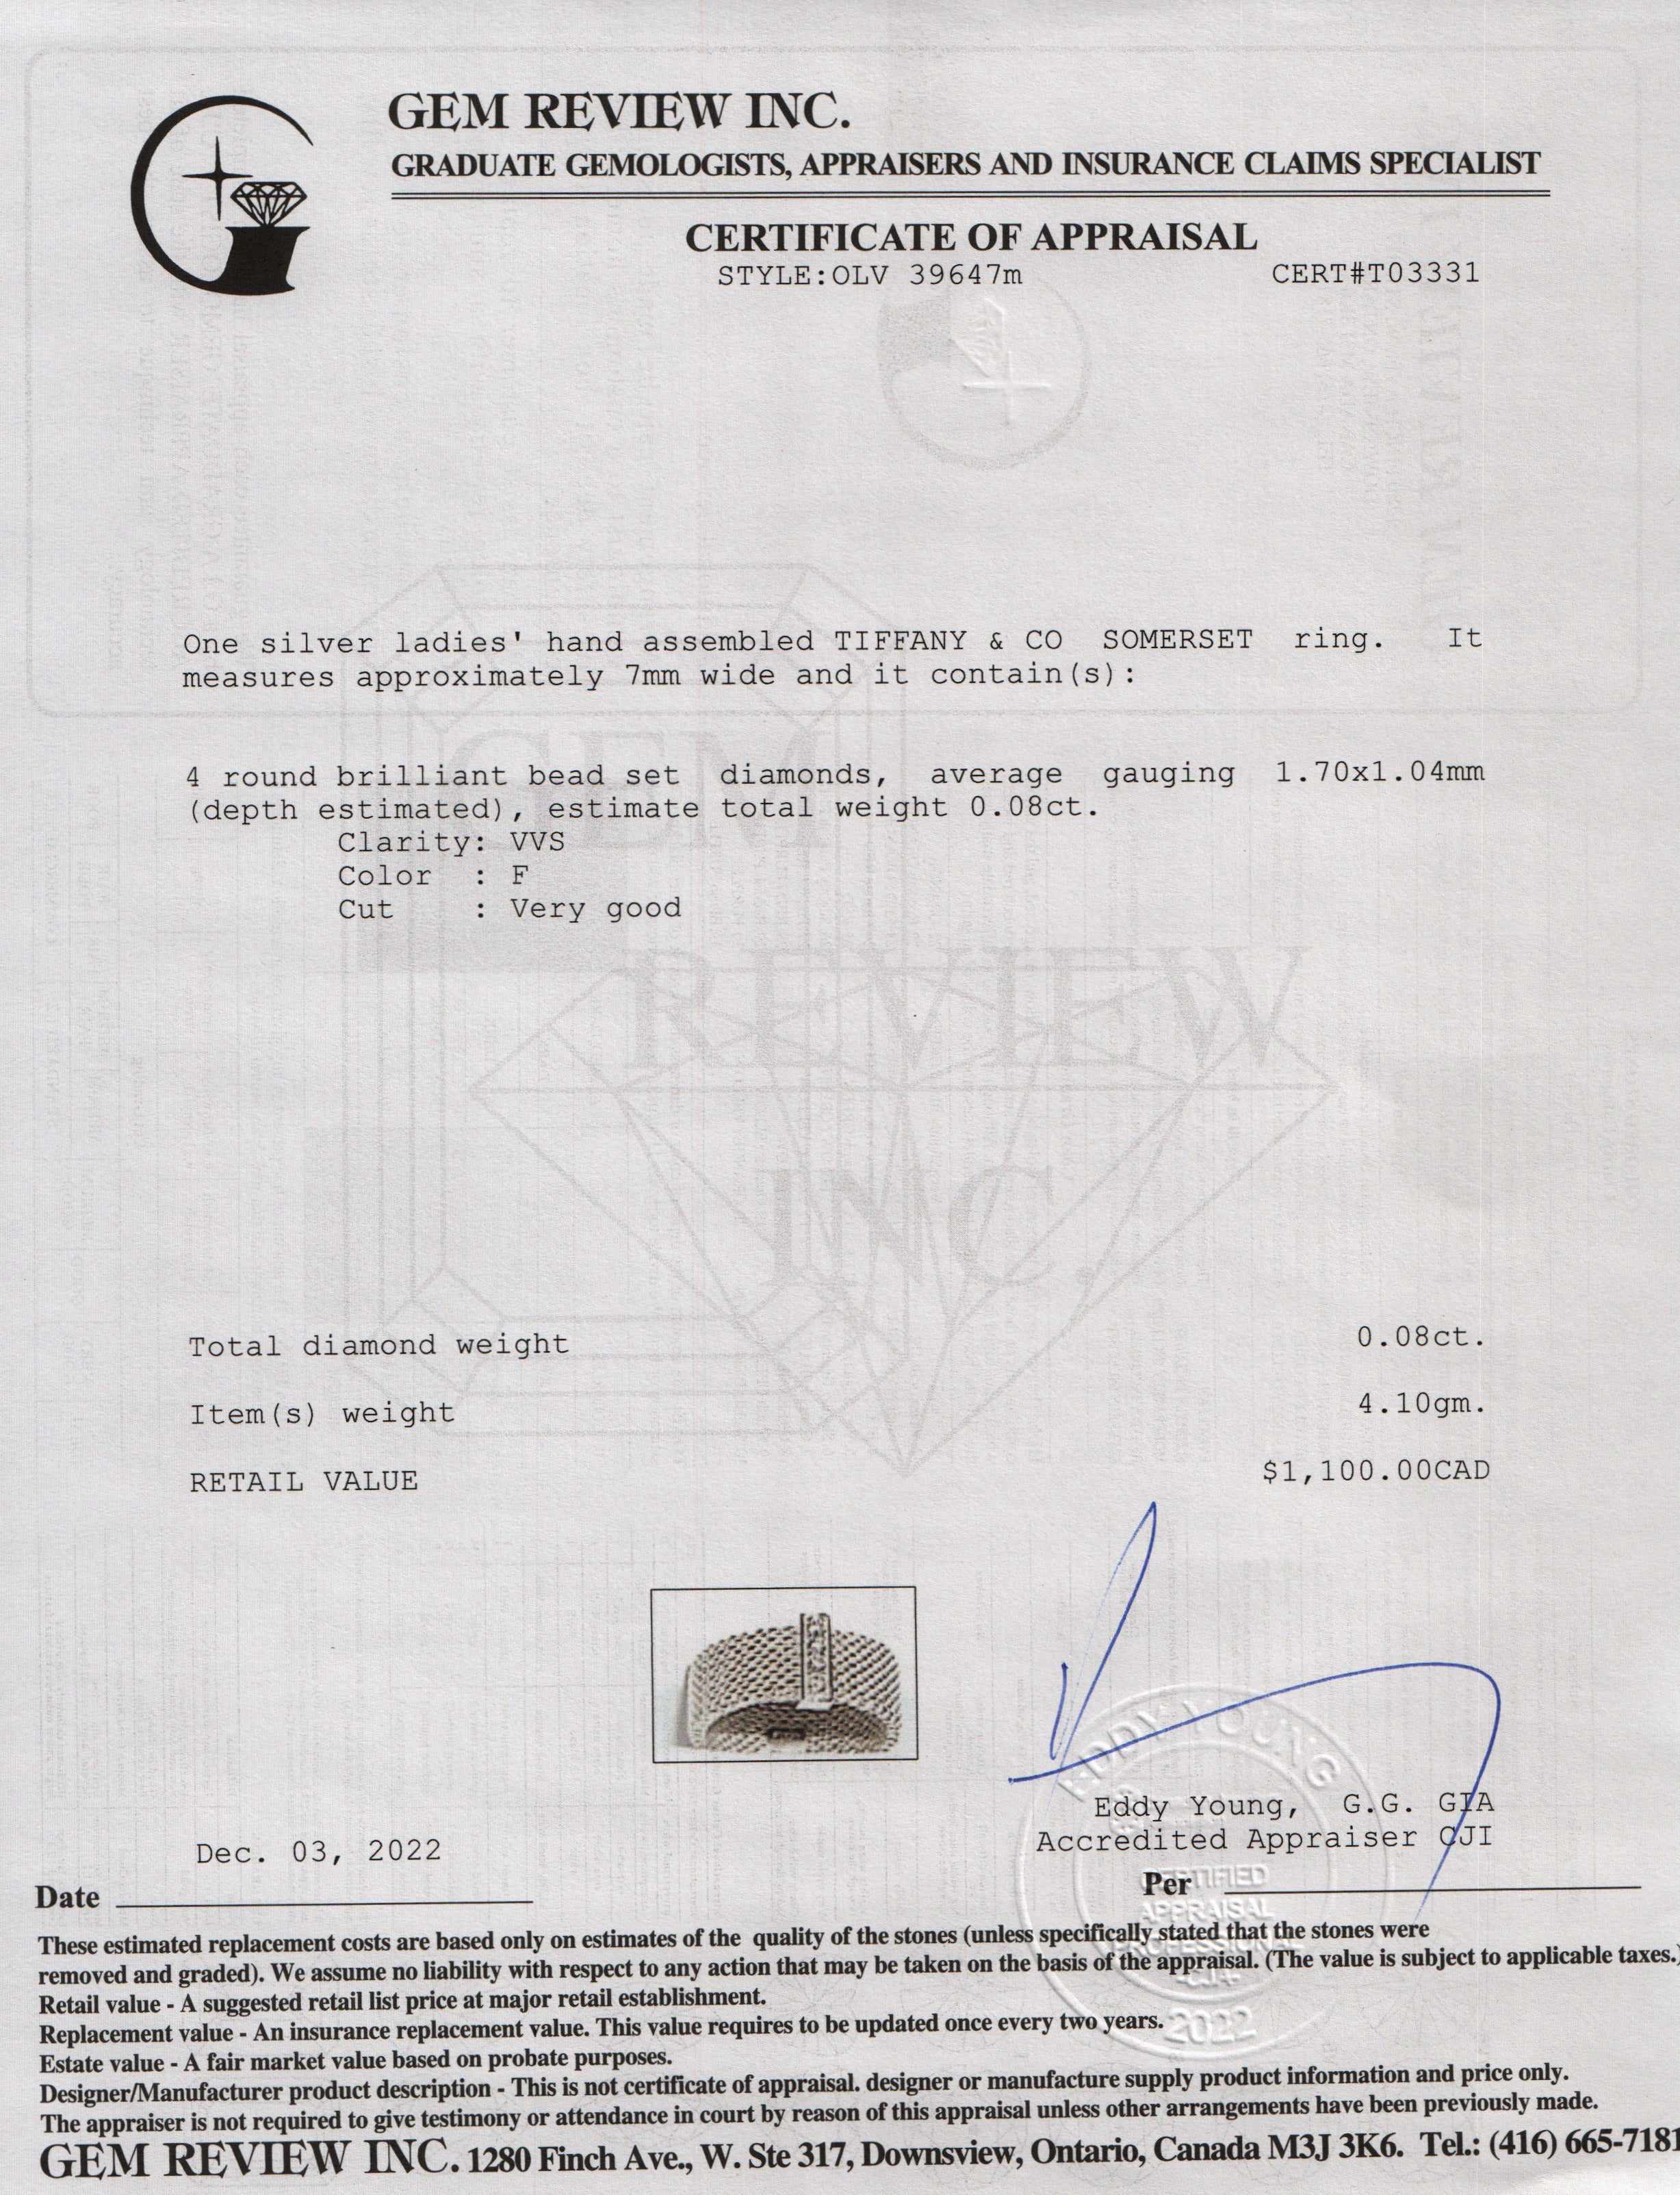 GEM REVIEW INC.
GRADUATE GEMOLOGISTS, APPRAISERS AND INSURANCE CLAIMS SPECIALIST
CERTIFICATE OF APPRAISAL
STYLE:OLV 39647m CERT#T03331
One silver ladies' hand assembled TIFFANY & CO SOMERSET ring. It
measures approximately 7mm wide and it contain(s):
4 round brilliant bead set diamonds, average gauging 1.70x1.04mm
(depth estimated), estimate total weight 0.08ct.
Clarity: VVS
Color : F
Cut : Very good
GEM
REVIEW
INC.
Total diamond weight 0.08ct.
Item(s) weight 4.10gm.
RETAIL VALUE $1,100.00CAD
EDDY YOUNG
CERTIFIED
APPRAISAL
PROFESSIONAL
CJA
2022
Eddy Young, G.G. GIA
Accredited Appraiser CJI
Dec. 03, 2022
Date
Per
These estimated replacement costs are based only on estimates of the quality of the stones (unless specifically stated that the stones were
removed and graded). We assume no liability with respect to any action that may be taken on the basis of the appraisal. (The value is subject to applicable taxes.)
Retail value - A suggested retail list price at major retail establishment.
Replacement value - An insurance replacement value. This value requires to be updated once every two years.
Estate value - A fair market value based on probate purposes.
Designer/Manufacturer product description - This is not certificate of appraisal. designer or manufacture supply product information and price only.
The appraiser is not required to give testimony or attendance in court by reason of this appraisal unless other arrangements have been previously made.
GEM REVIEW INC. 1280 Finch Ave., W. Ste 317, Downsview, Ontario, Canada M3J 3K6. Tel.: (416) 665-7181